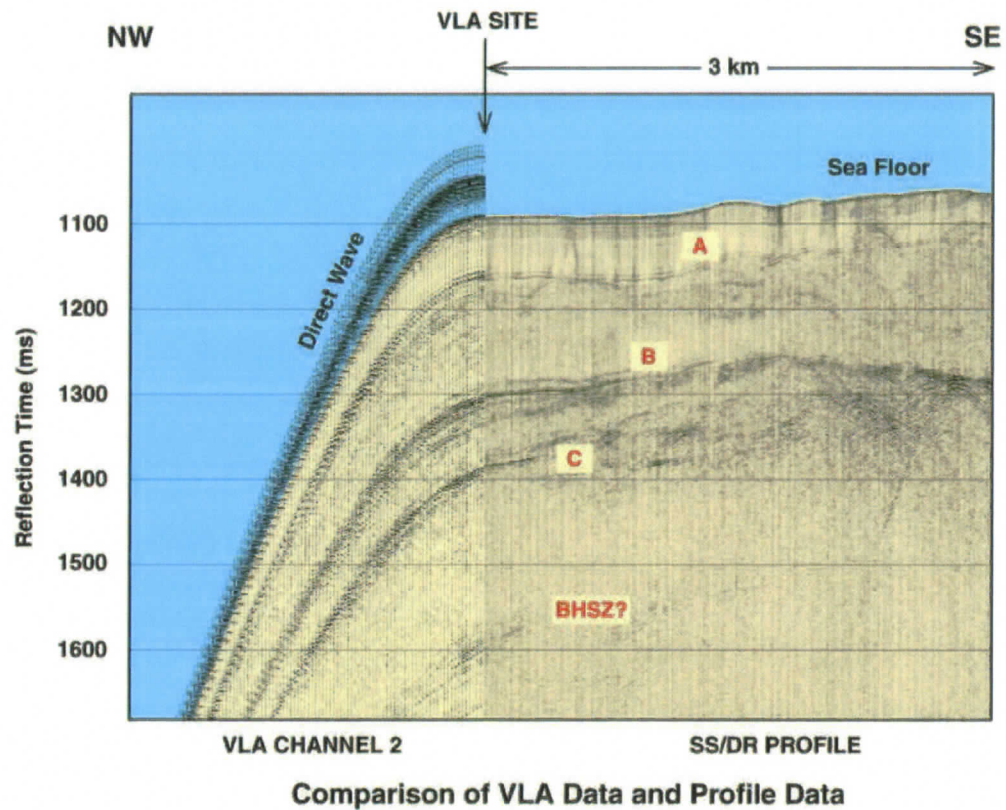 VLA SITE
NW
SE
3 km
Sea Floor
Direct Wave
A
B
C
BHSZ?
Reflection Time (ms)
1100
1200
1300
1400
1500
1600
VLA CHANNEL 2
SS/DR PROFILE
Comparison of VLA Data and Profile Data